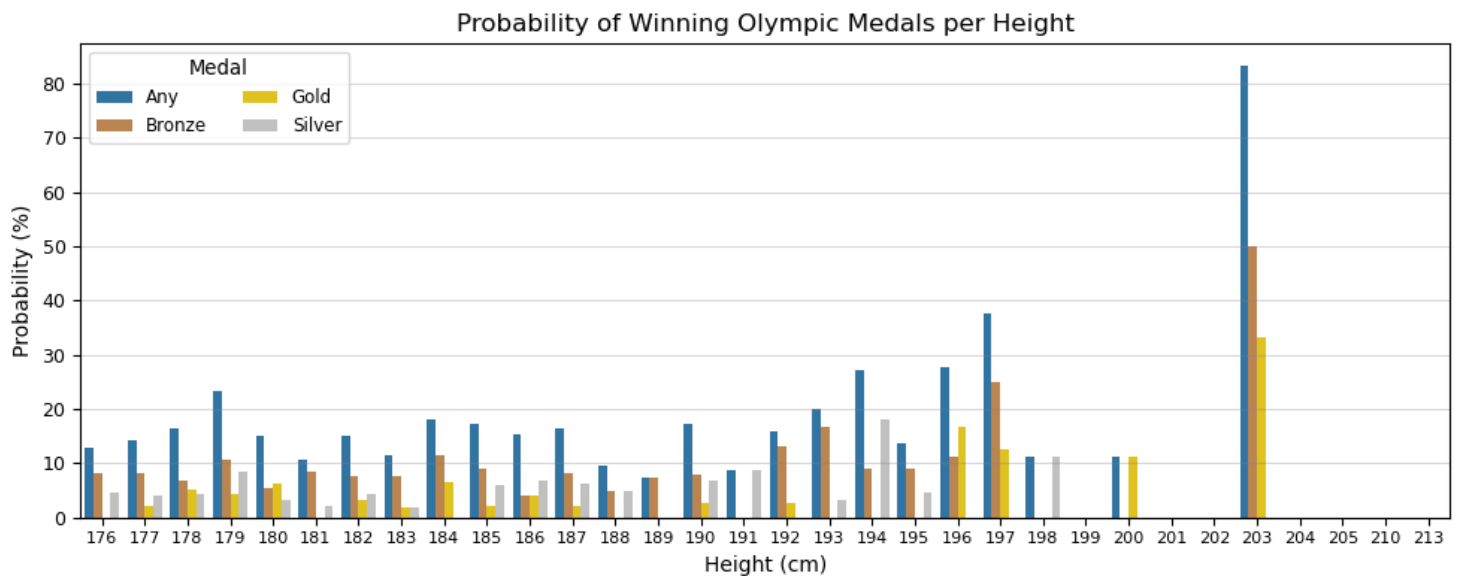 Probability of Winning Olympic Medals per Height
Medal
Any Gold
Bronze Silver
Probability (%)
80
70
60
50
40
30
20
10
0
176 177 178 179 180 181 182 183 184 185 186 187 188 189 190 191 192 193 194 195 196 197 198 199 200 201 202 203 204 205 210 213
Height (cm)